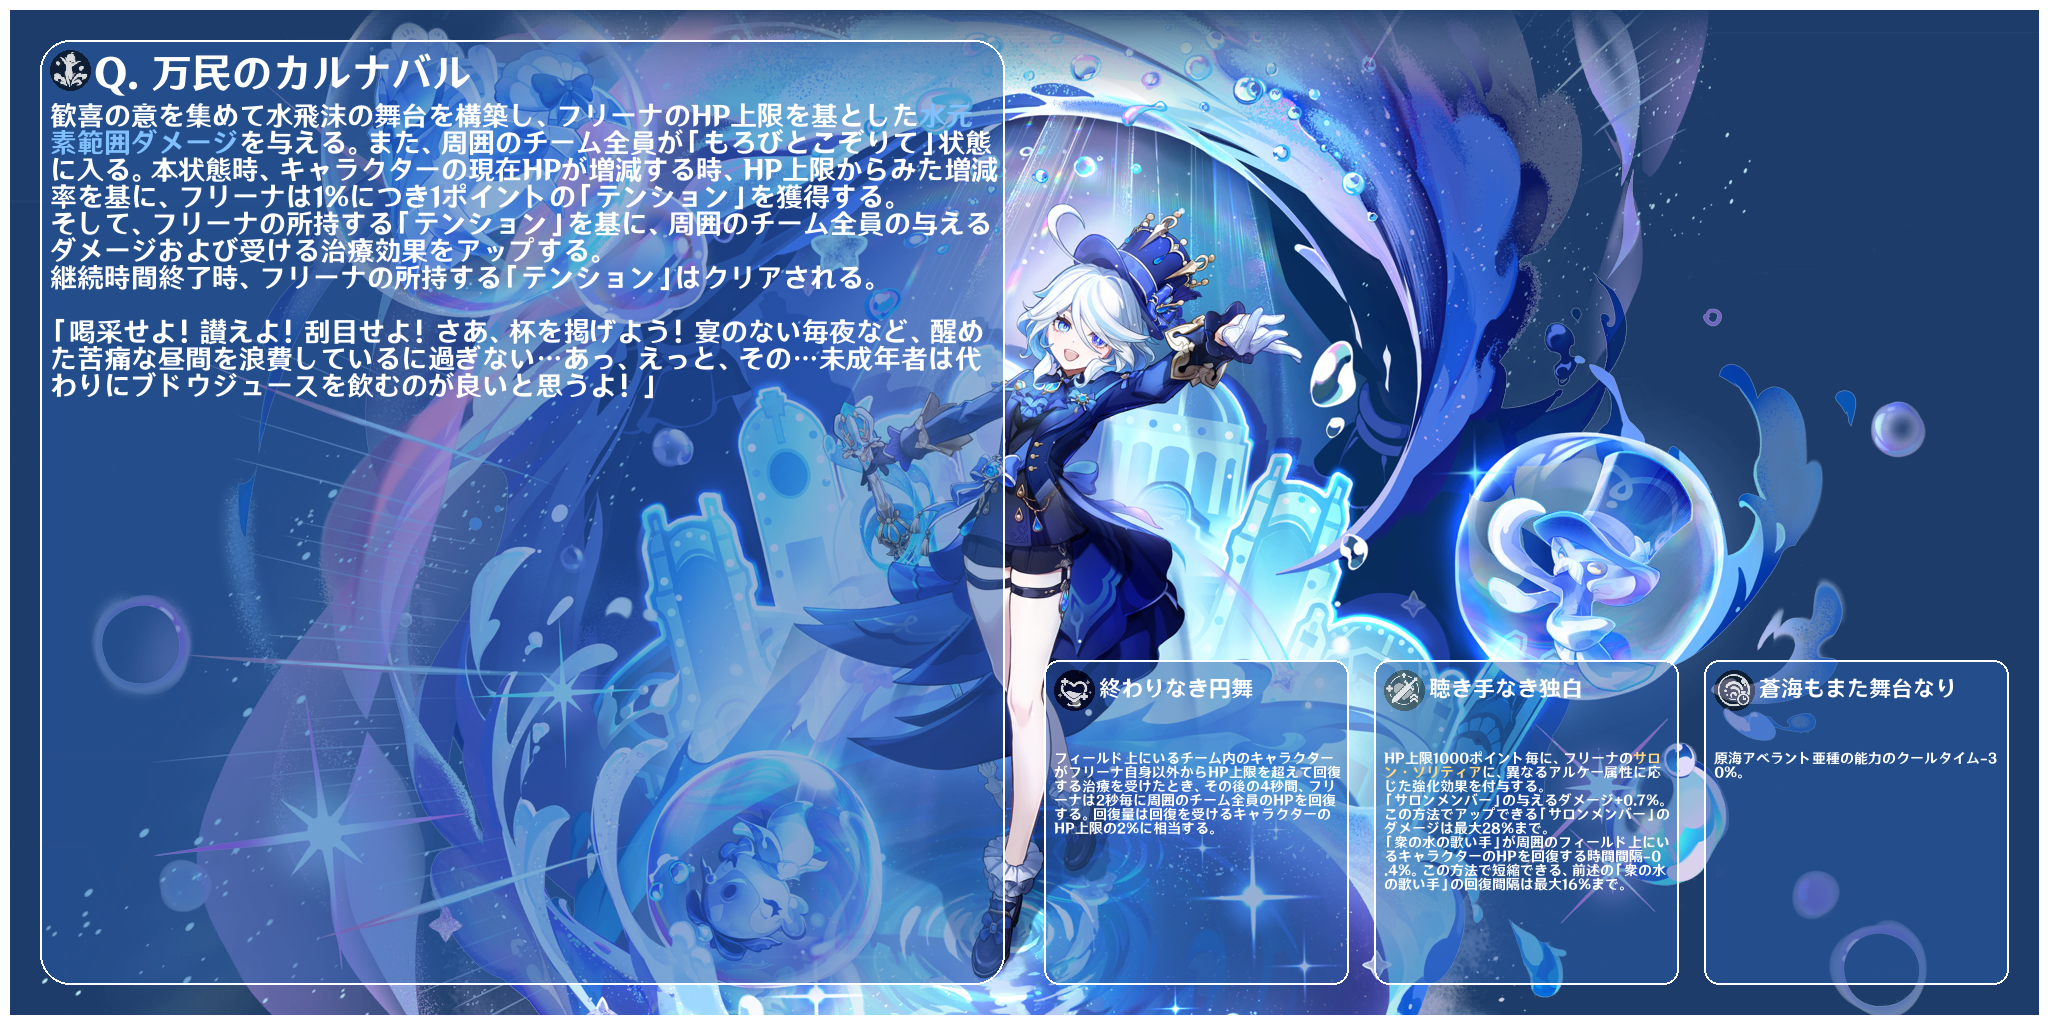 Q. 万民のカルナバル
歓喜の意を集めて水飛沫の舞台を構築し、フリーナのHP上限を基とした水元
素範囲ダメージを与える。また、周囲のチーム全員が「もろびとこぞりて」状態
に入る。本状態時、キャラクターの現在HPが増減する時、HP上限からみた増減
率を基に、フリーナは1%につき1ポイントの「テンション」を獲得する。
そして、フリーナの所持する「テンション」を基に、周囲のチーム全員の与える
ダメージおよび受ける治療効果をアップする。
継続時間終了時、フリーナの所持する「テンション」はクリアされる。
「喝采せよ！讃えよ！刮目せよ！さあ、杯を掲げよう！宴のない毎夜など、醒め
た苦痛な昼間を浪費しているに過ぎない…あっ、えっと、その…未成年者は代
わりにブドウジュースを飲むのが良いと思うよ！」
終わりなき円舞
フィールド上にいるチーム内のキャラクター
がフリーナ自身以外からHP上限を超えて回復
する治療を受けたとき、その後の4秒間、フリ
ーナは2秒毎に周囲のチーム全員のHPを回復
する。回復量は回復を受けるキャラクターの
HP上限の2%に相当する。
聴き手なき独白
HP上限1000ポイント毎に、フリーナのサロ
ン・ソリティアに、異なるアルケー属性に応
じた強化効果を付与する。
「サロンメンバー」の与えるダメージ+0.7%。
この方法でアップできる「サロンメンバー」の
ダメージは最大28%まで。
「衆の水の歌い手」が周囲のフィールド上にい
るキャラクターのHPを回復する時間間隔-0
.4%。この方法で短縮できる、前述の「衆の水
の歌い手」の回復間隔は最大16%まで。
蒼海もまた舞台なり
原海アベラント亜種の能力のクールタイム-3
0%。